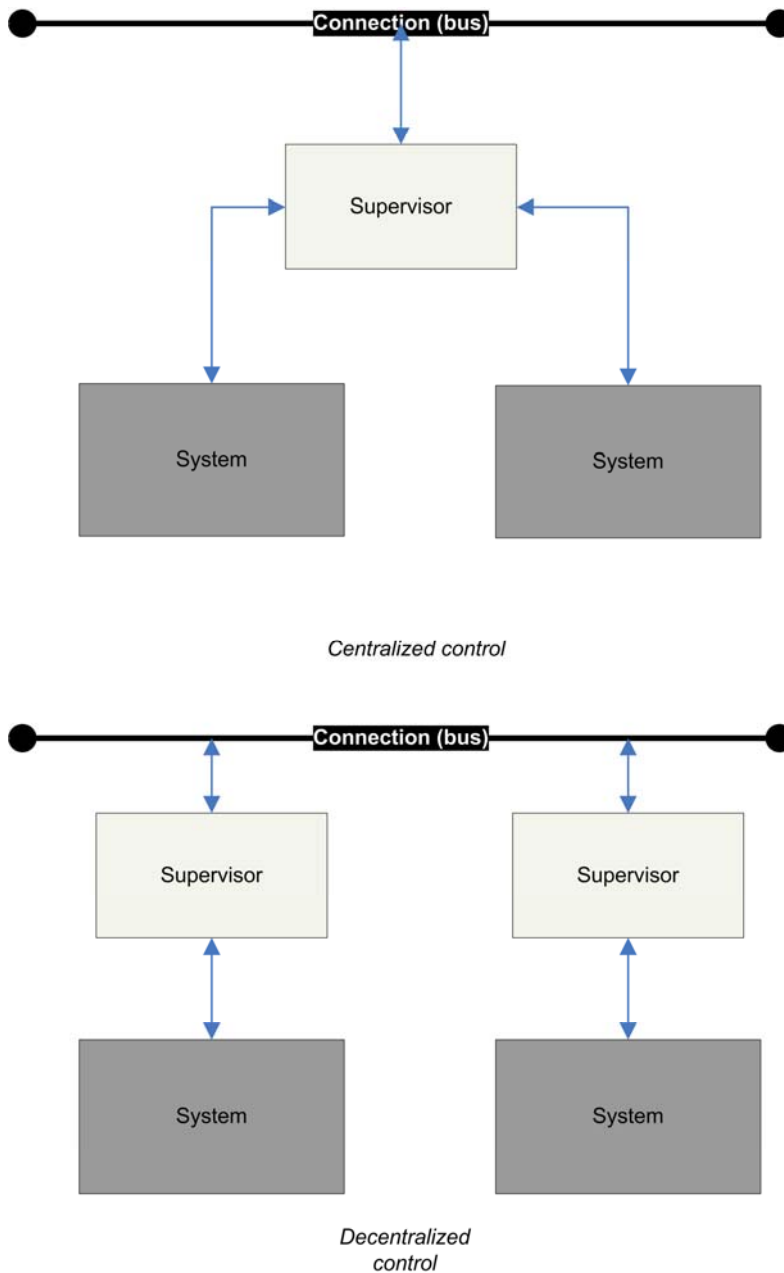 Connection (bus)
Supervisor
System
System
Centralized control
Connection (bus)
Supervisor
Supervisor
System
System
Decentralized
control